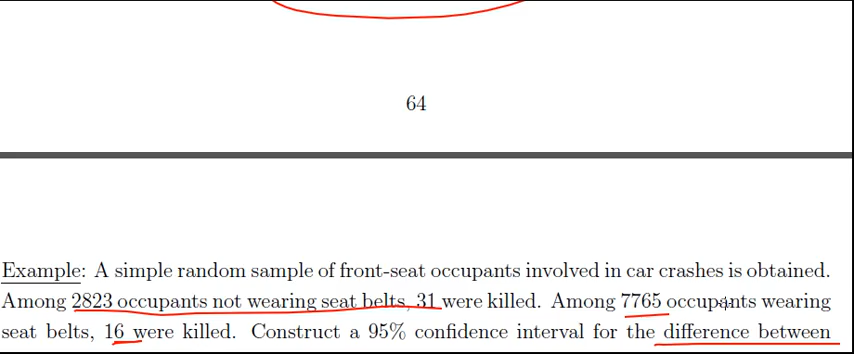 64
Example: A simple random sample of front-seat occupants involved in car crashes is obtained.
Among 2823 occupants not wearing seat belts, 31 were killed. Among 7765 occupants wearing
seat belts, 16 were killed. Construct a 95% confidence interval for the difference between